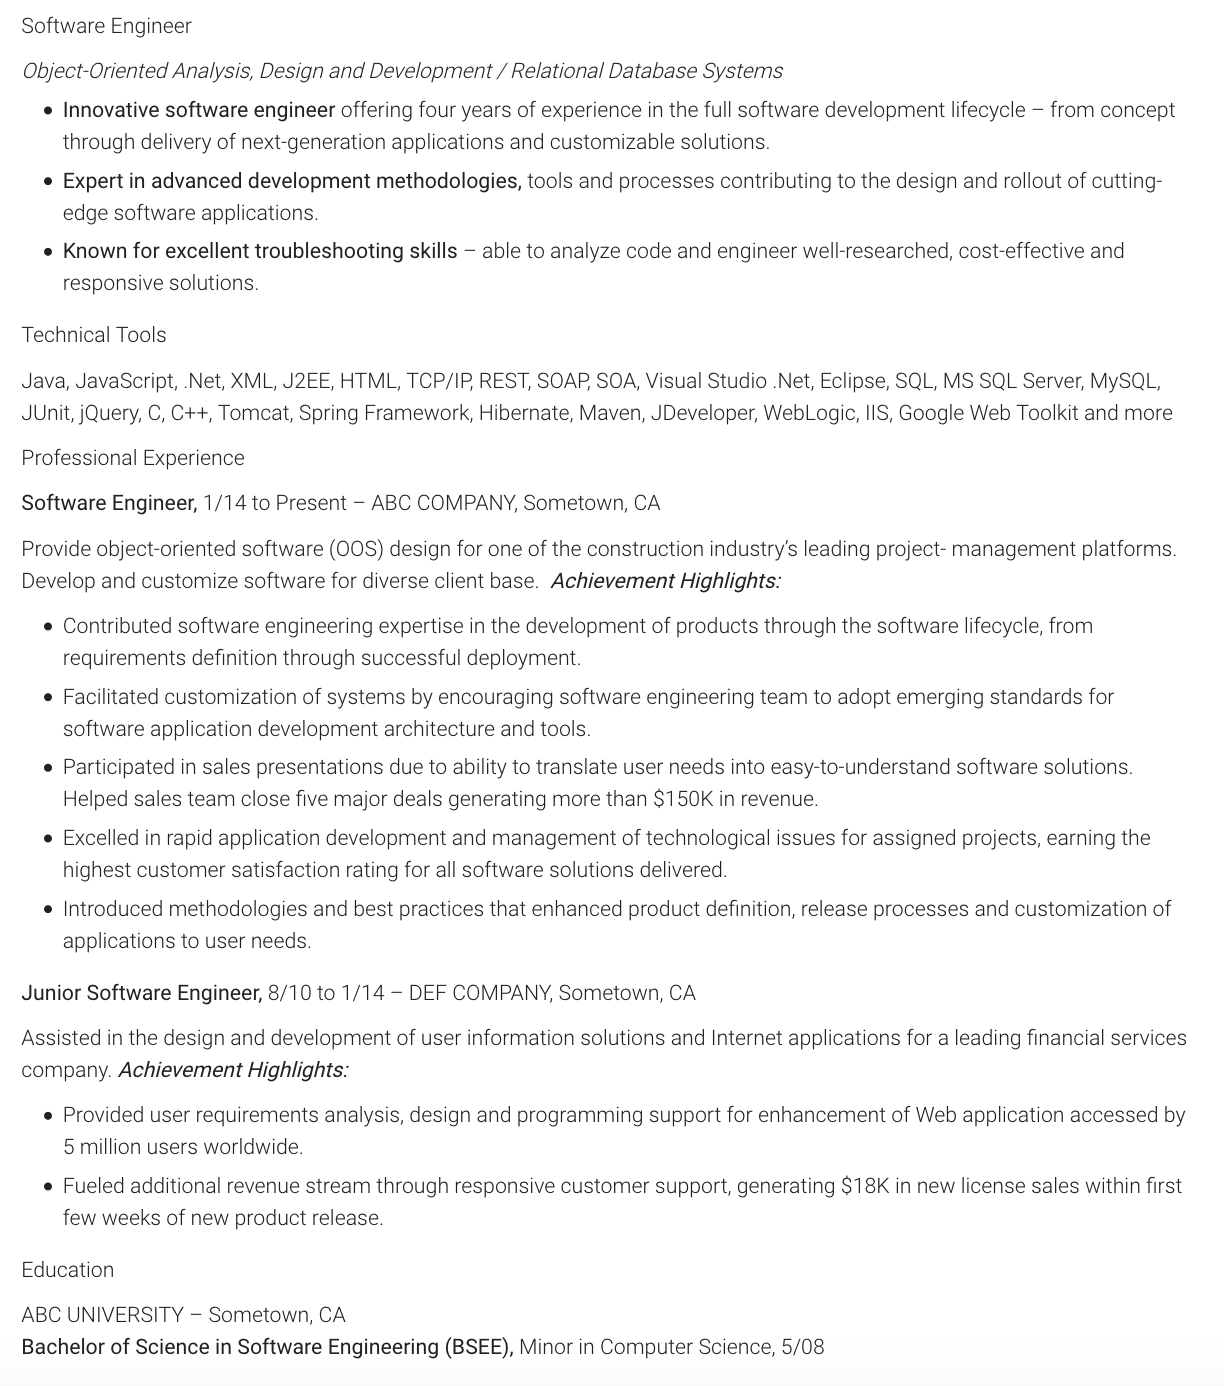 Software Engineer
Object-Oriented Analysis, Design and Development / Relational Database Systems
• Innovative software engineer offering four years of experience in the full software development lifecycle – from concept
through delivery of next-generation applications and customizable solutions.
• Expert in advanced development methodologies, tools and processes contributing to the design and rollout of cutting-
edge software applications.
• Known for excellent troubleshooting skills – able to analyze code and engineer well-researched, cost-effective and
responsive solutions.
Technical Tools
Java, JavaScript, .Net, XML, J2EE, HTML, TCP/IP, REST, SOAP, SOA, Visual Studio .Net, Eclipse, SQL, MS SQL Server, MySQL,
JUnit, jQuery, C, C++, Tomcat, Spring Framework, Hibernate, Maven, JDeveloper, WebLogic, IIS, Google Web Toolkit and more
Professional Experience
Software Engineer, 1/14 to Present – ABC COMPANY, Sometown, CA
Provide object-oriented software (OOS) design for one of the construction industry’s leading project- management platforms.
Develop and customize software for diverse client base.  Achievement Highlights:
• Contributed software engineering expertise in the development of products through the software lifecycle, from
requirements definition through successful deployment.
• Facilitated customization of systems by encouraging software engineering team to adopt emerging standards for
software application development architecture and tools.
• Participated in sales presentations due to ability to translate user needs into easy-to-understand software solutions.
Helped sales team close five major deals generating more than $150K in revenue.
• Excelled in rapid application development and management of technological issues for assigned projects, earning the
highest customer satisfaction rating for all software solutions delivered.
• Introduced methodologies and best practices that enhanced product definition, release processes and customization of
applications to user needs.
Junior Software Engineer, 8/10 to 1/14 – DEF COMPANY, Sometown, CA
Assisted in the design and development of user information solutions and Internet applications for a leading financial services
company. Achievement Highlights:
• Provided user requirements analysis, design and programming support for enhancement of Web application accessed by
5 million users worldwide.
• Fueled additional revenue stream through responsive customer support, generating $18K in new license sales within first
few weeks of new product release.
Education
ABC UNIVERSITY – Sometown, CA
Bachelor of Science in Software Engineering (BSEE), Minor in Computer Science, 5/08